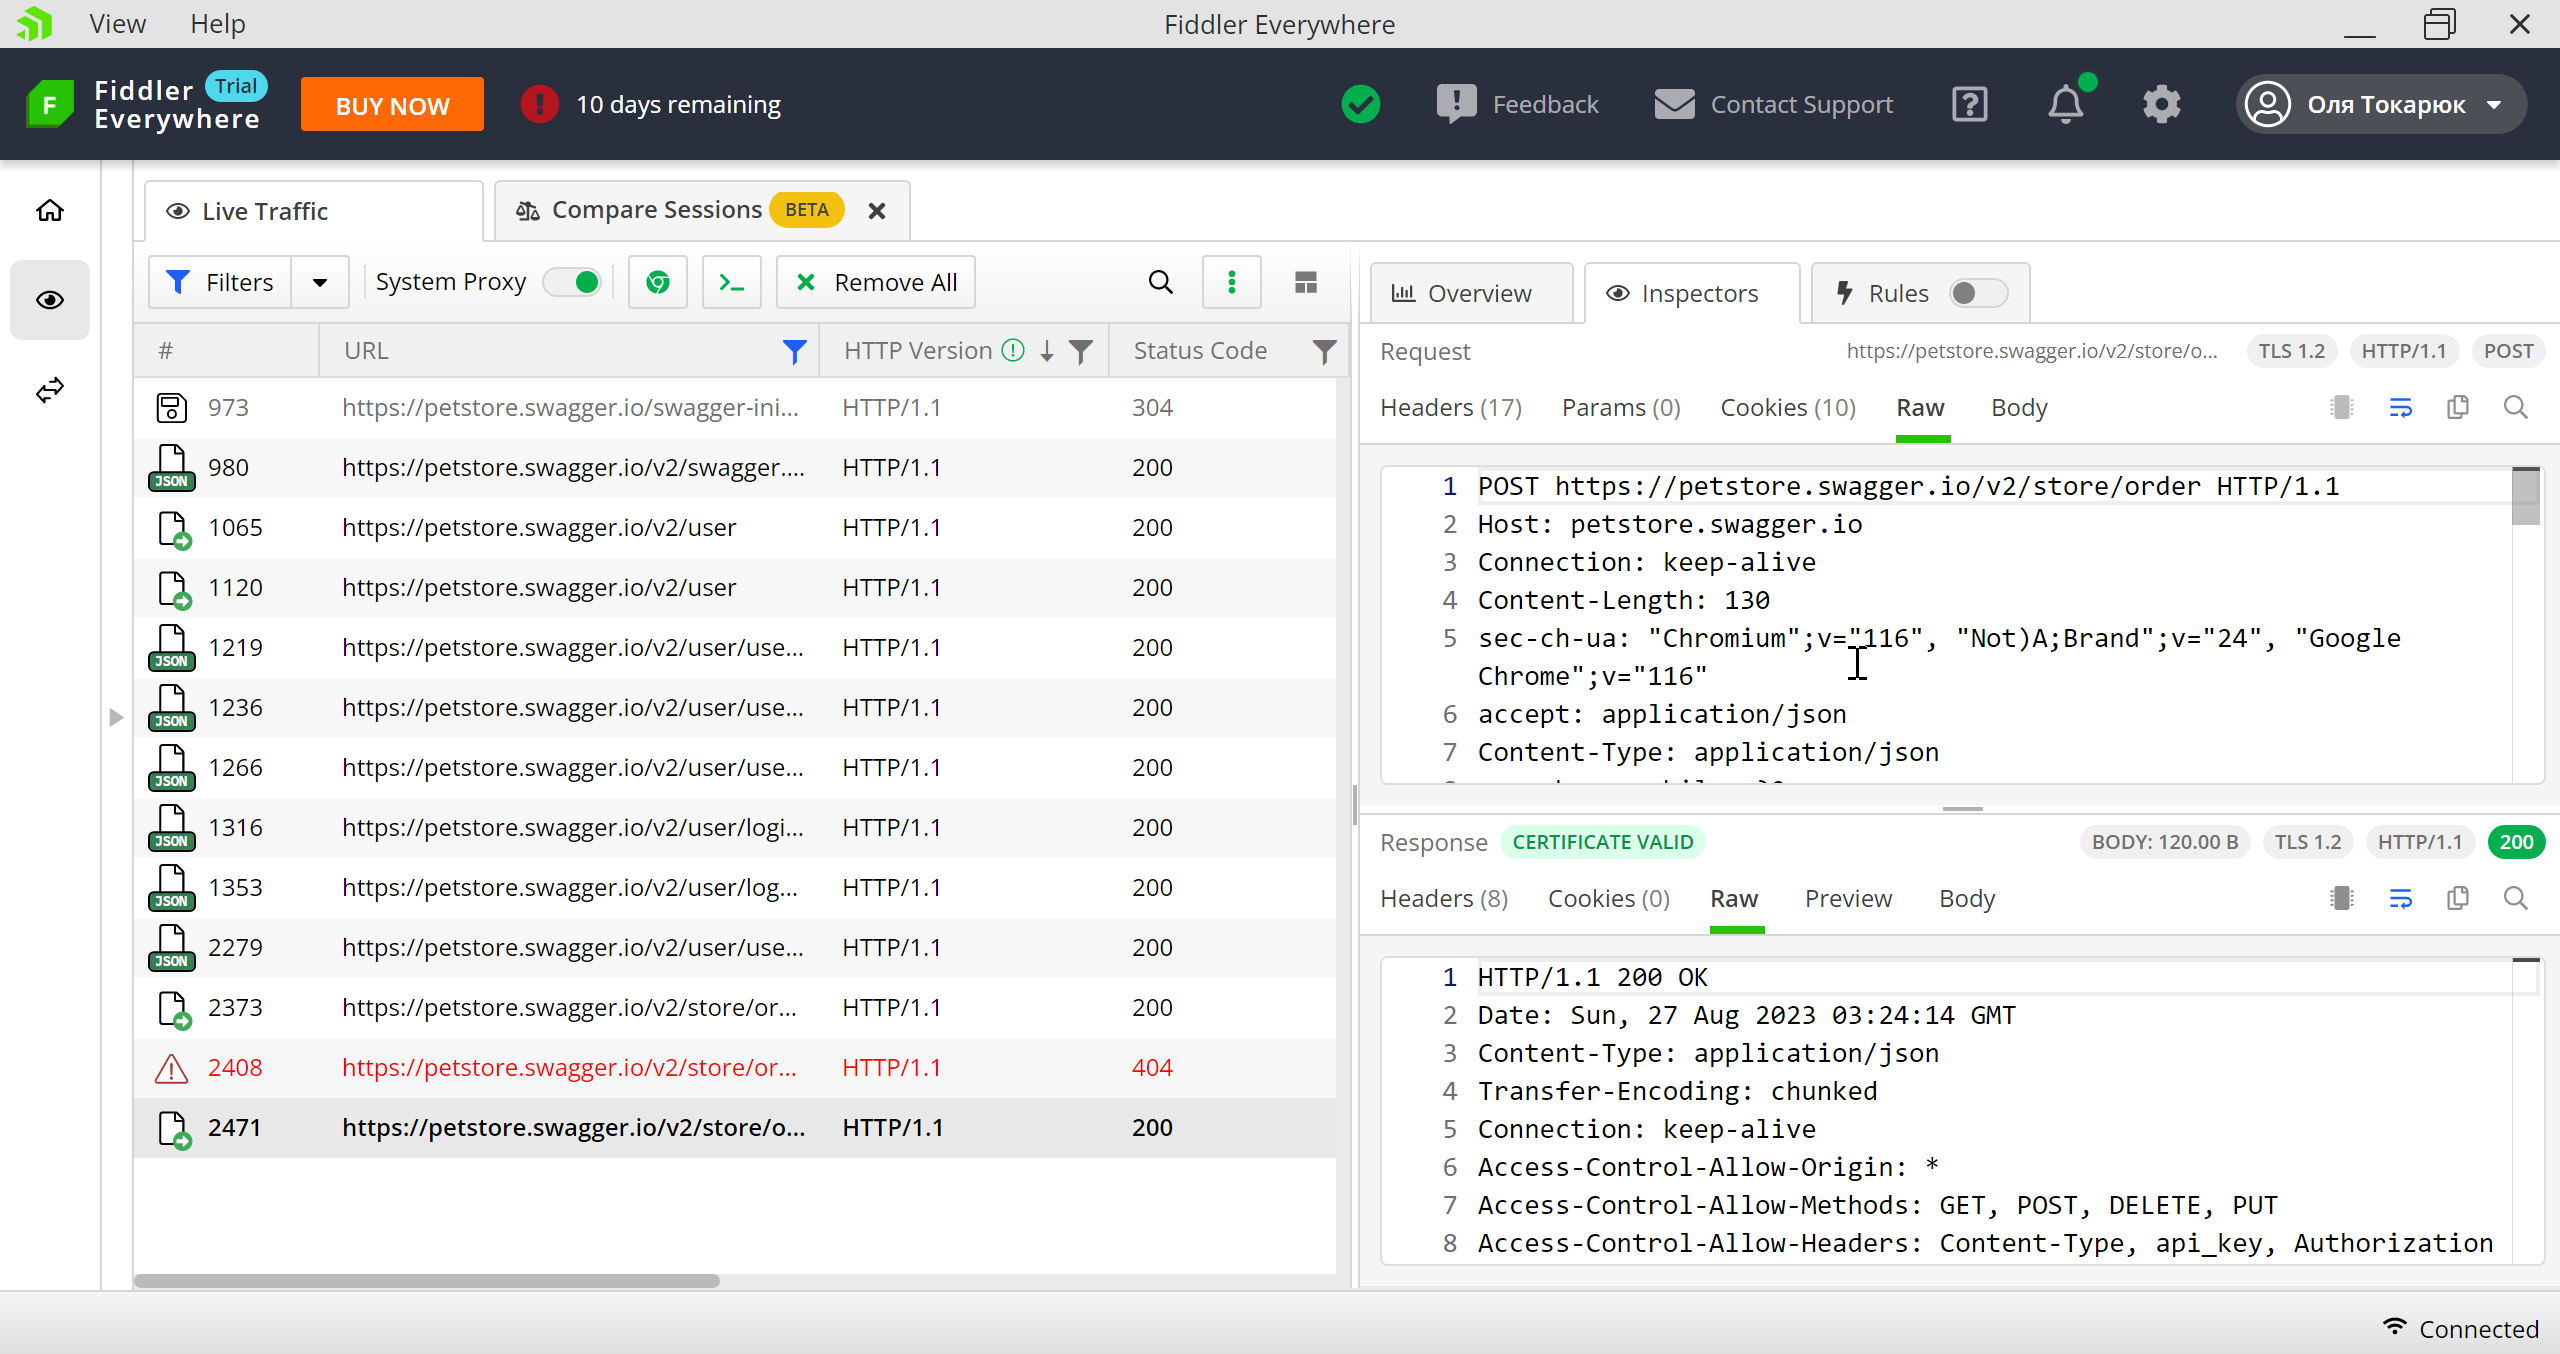 View Help Fiddler Everywhere
Fiddler Everywhere Trial BUY NOW 10 days remaining Feedback Contact Support Оля Токарюк
Live Traffic Compare Sessions BETA
Filters System Proxy Remove All
# URL HTTP Version Status Code
973 https://petstore.swagger.io/swagger-ini... HTTP/1.1 304
980 https://petstore.swagger.io/v2/swagger.... HTTP/1.1 200
1065 https://petstore.swagger.io/v2/user HTTP/1.1 200
1120 https://petstore.swagger.io/v2/user HTTP/1.1 200
1219 https://petstore.swagger.io/v2/user/use... HTTP/1.1 200
1236 https://petstore.swagger.io/v2/user/use... HTTP/1.1 200
1266 https://petstore.swagger.io/v2/user/use... HTTP/1.1 200
1316 https://petstore.swagger.io/v2/user/logi... HTTP/1.1 200
1353 https://petstore.swagger.io/v2/user/log... HTTP/1.1 200
2279 https://petstore.swagger.io/v2/user/use... HTTP/1.1 200
2373 https://petstore.swagger.io/v2/store/or... HTTP/1.1 200
2408 https://petstore.swagger.io/v2/store/or... HTTP/1.1 404
2471 https://petstore.swagger.io/v2/store/o... HTTP/1.1 200
JSON
JSON
JSON
JSON
JSON
JSON
JSON
Overview Inspectors Rules
Request https://petstore.swagger.io/v2/store/o... TLS 1.2 HTTP/1.1 POST
Headers (17) Params (0) Cookies (10) Raw Body
1 POST https://petstore.swagger.io/v2/store/order HTTP/1.1
2 Host: petstore.swagger.io
3 Connection: keep-alive
4 Content-Length: 130
5 sec-ch-ua: "Chromium";v="116", "Not)A;Brand";v="24", "Google
Chrome";v="116"
6 accept: application/json
7 Content-Type: application/json
Response CERTIFICATE VALID BODY: 120.00 B TLS 1.2 HTTP/1.1 200
Headers (8) Cookies (0) Raw Preview Body
1 HTTP/1.1 200 OK
2 Date: Sun, 27 Aug 2023 03:24:14 GMT
3 Content-Type: application/json
4 Transfer-Encoding: chunked
5 Connection: keep-alive
6 Access-Control-Allow-Origin: *
7 Access-Control-Allow-Methods: GET, POST, DELETE, PUT
8 Access-Control-Allow-Headers: Content-Type, api_key, Authorization
Connected